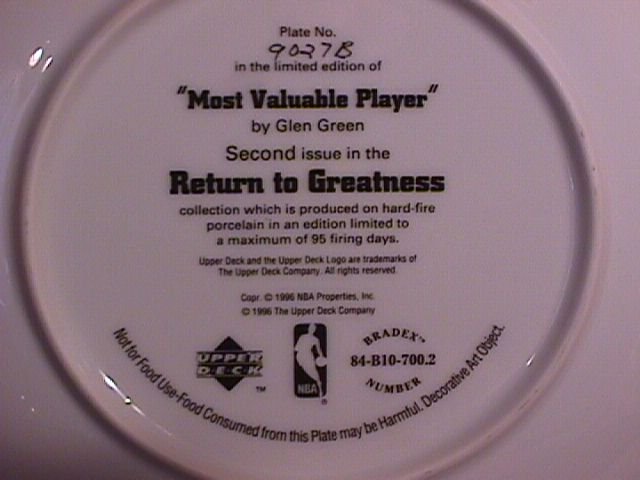 Plate No.
9027B
in the limited edition of
"Most Valuable Player"
by Glen Green
Second issue in the
Return to Greatness
collection which is produced on hard-fire
porcelain in an edition limited to
a maximum of 95 firing days.
Upper Deck and the Upper Deck Logo are trademarks of
The Upper Deck Company. All rights reserved.
Copr. © 1996 NBA Properties, Inc.
© 1996 The Upper Deck Company
UPPER
D·E·C·K
™
NBA
®
BRADEX™
84-B10-700.2
NUMBER
Not for Food Use-Food Consumed from this Plate may be Harmful. Decorative Art Object.